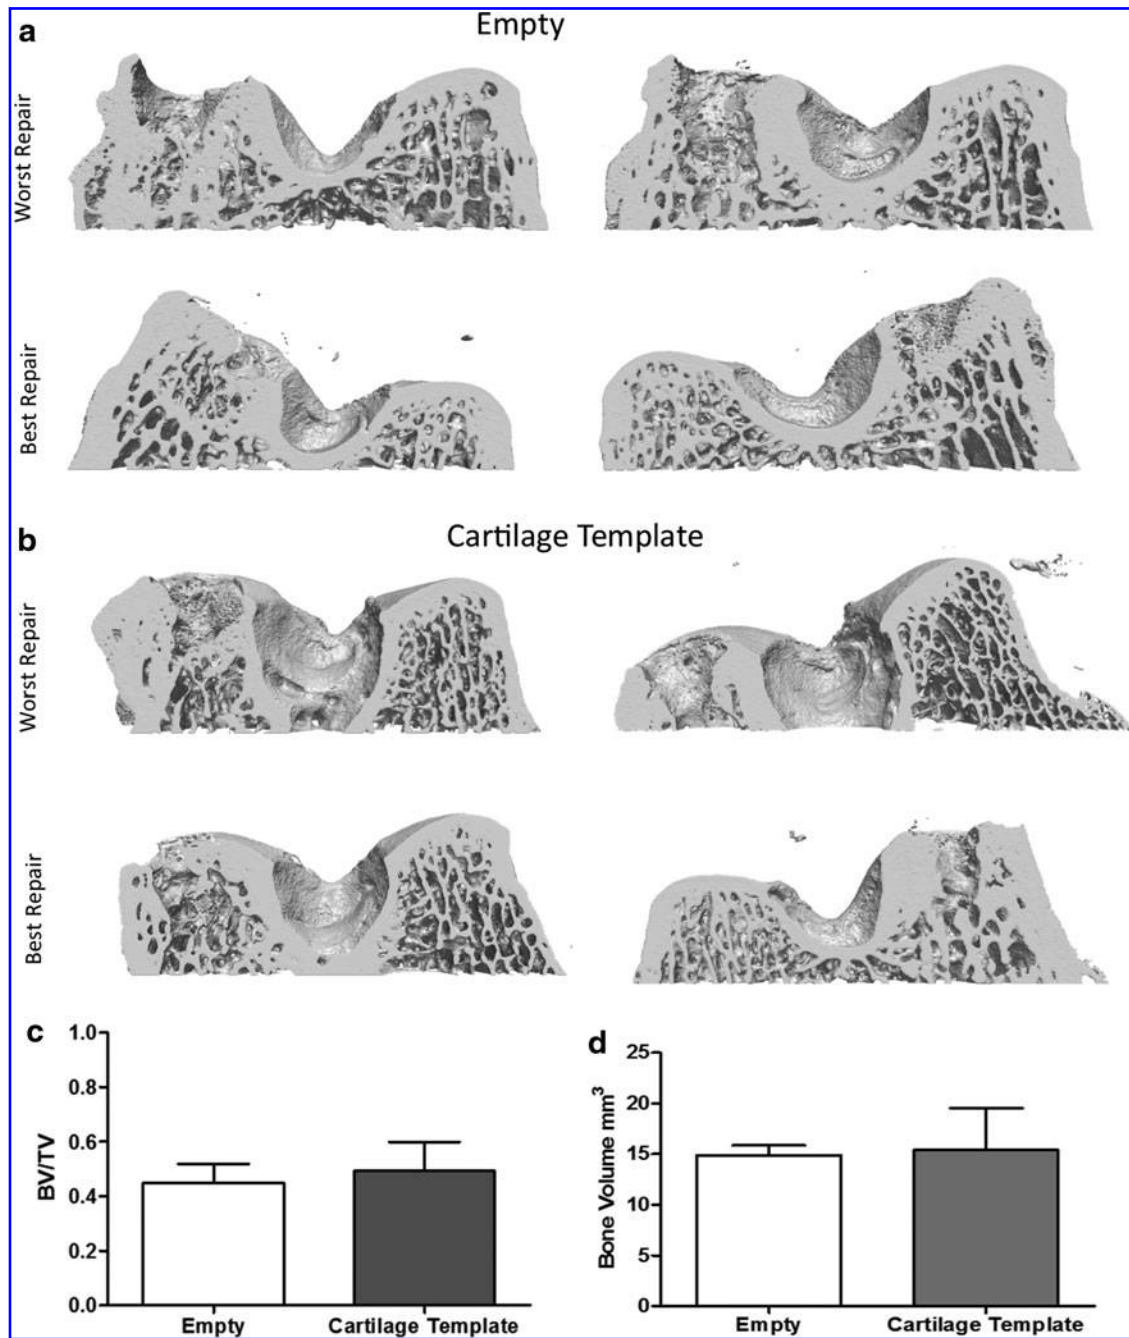 a
Empty
Worst Repair
Best Repair
b
Cartilage Template
Worst Repair
Best Repair
c
1.0
0.8
0.6
0.4
0.2
0.0
BV/TV
Empty
Cartilage Template
d
25
20
15
10
5
0
Bone Volume mm³
Empty
Cartilage Template